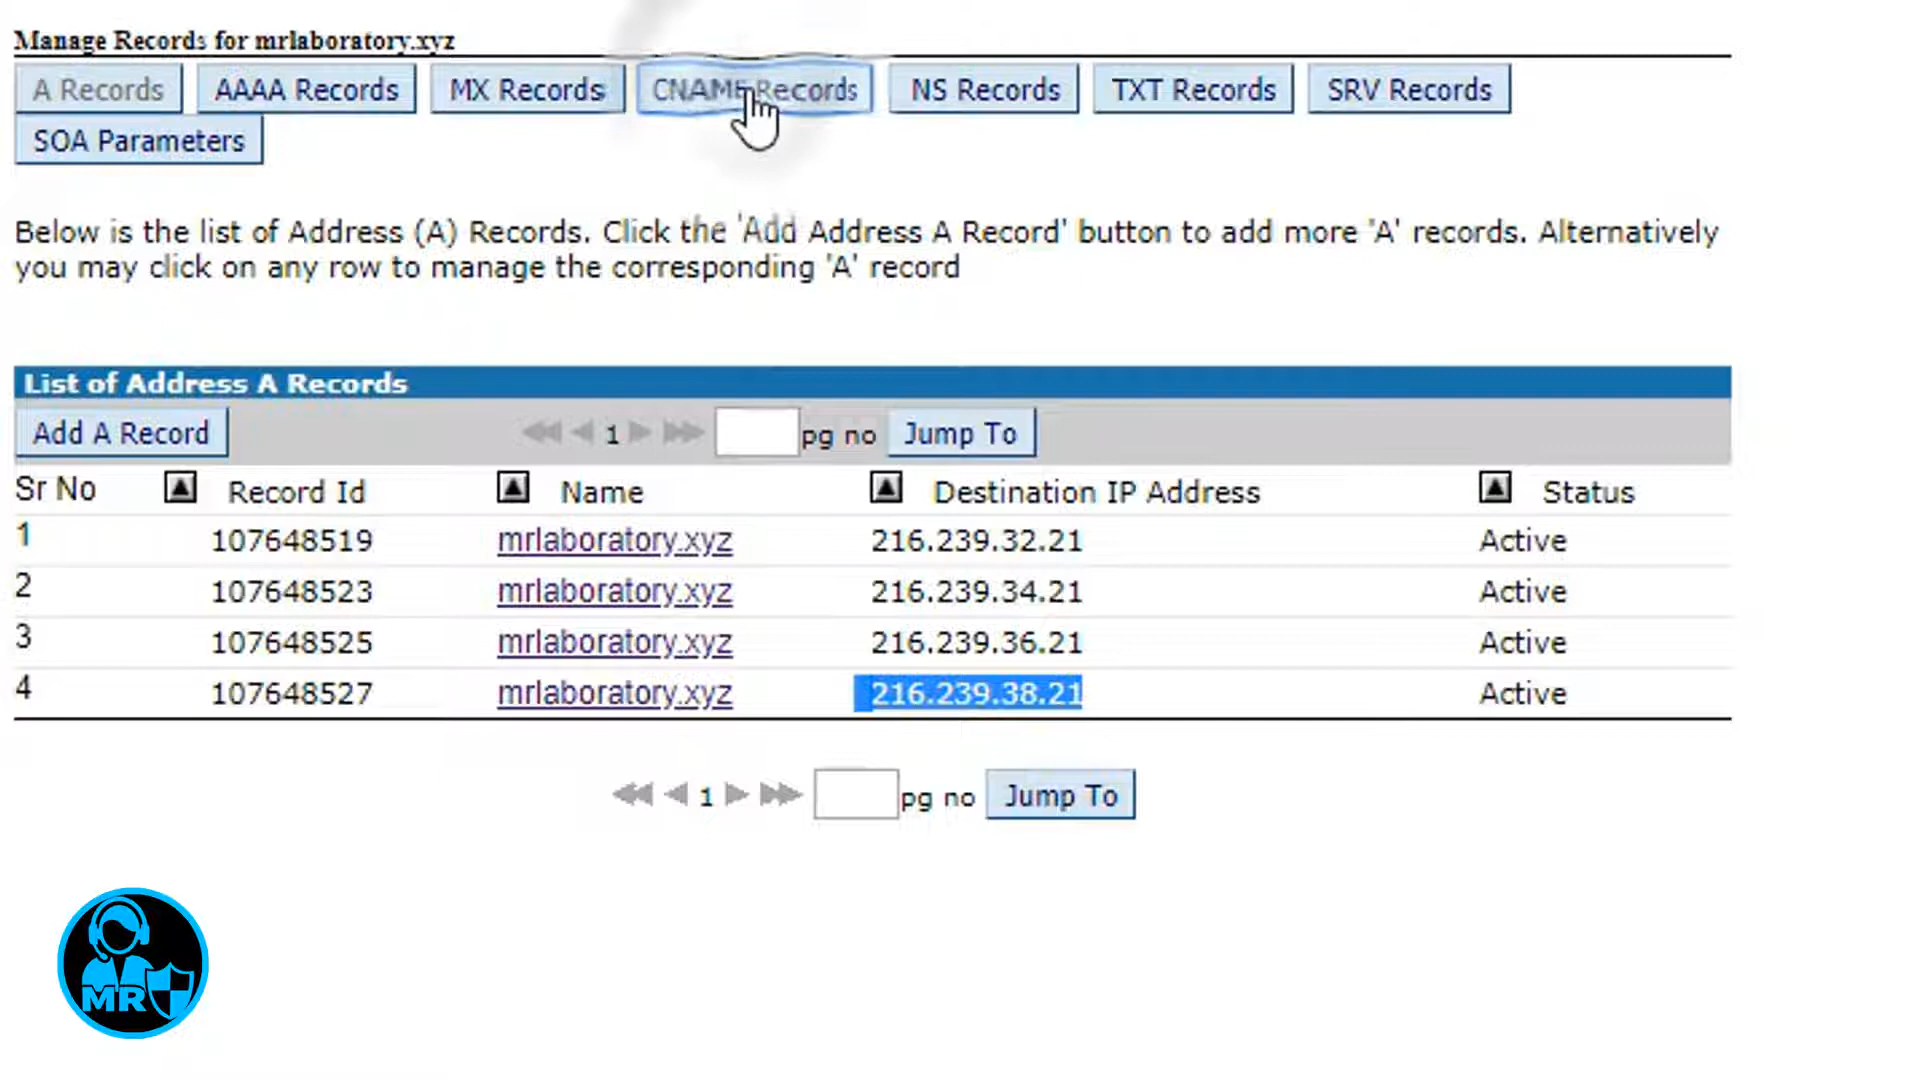 Manage Records for mrlaboratory.xyz
A Records AAAA Records MX Records CNAME Records NS Records TXT Records SRV Records
SOA Parameters
Below is the list of Address (A) Records. Click the 'Add Address A Record' button to add more 'A' records. Alternatively
you may click on any row to manage the corresponding 'A' record
List of Address A Records
Add A Record 1 pg no Jump To
Sr No Record Id Name Destination IP Address Status
1 107648519 mrlaboratory.xyz 216.239.32.21 Active
2 107648523 mrlaboratory.xyz 216.239.34.21 Active
3 107648525 mrlaboratory.xyz 216.239.36.21 Active
4 107648527 mrlaboratory.xyz 216.239.38.21 Active
1 pg no Jump To
MR